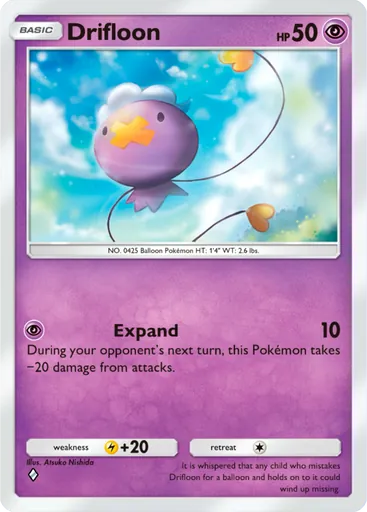 BASIC Drifloon HP 50
NO. 0425 Balloon Pokémon HT: 1'4" WT: 2.6 lbs.
Expand 10
During your opponent's next turn, this Pokémon takes
−20 damage from attacks.
weakness +20 retreat
Illus. Atsuko Nishida
It is whispered that any child who mistakes
Drifloon for a balloon and holds on to it could
wind up missing.